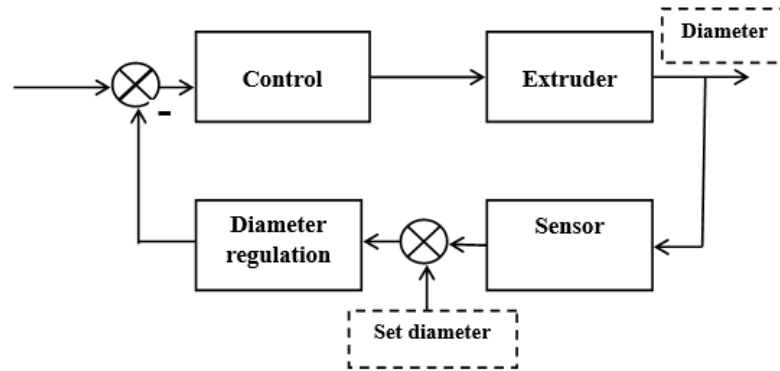 Diameter
Control
Extruder
-
Diameter
regulation
Sensor
Set diameter